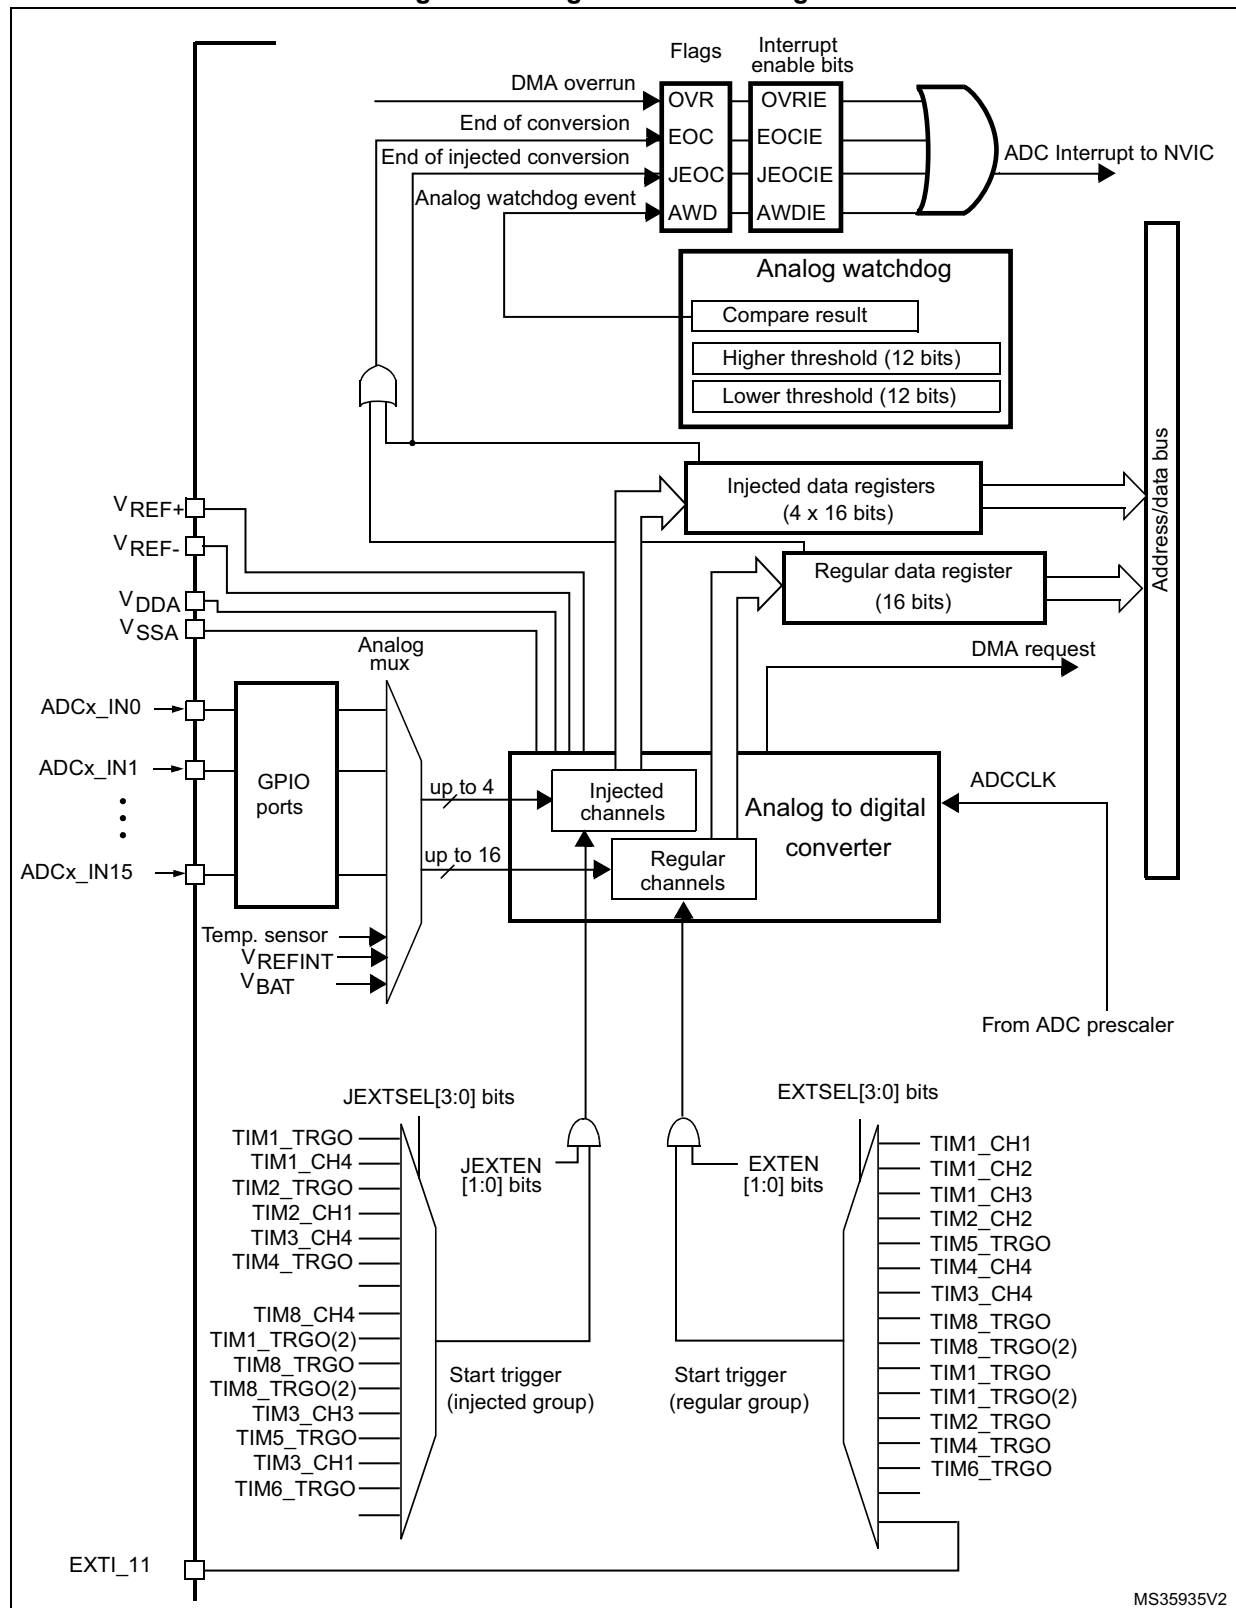 Flags
Interrupt
enable bits
DMA overrun
OVR
OVRIE
End of conversion
EOC
EOCIE
End of injected conversion
JEOC
JEOCIE
ADC Interrupt to NVIC
Analog watchdog event
AWD
AWDIE
Analog watchdog
Compare result
Higher threshold (12 bits)
Lower threshold (12 bits)
Address/data bus
Injected data registers
(4 x 16 bits)
VREF+
VREF-
Regular data register
(16 bits)
VDDA
VSSA
Analog
mux
DMA request
ADCx_IN0
ADCx_IN1
ADCx_IN15
GPIO
ports
up to 4
up to 16
Injected
channels
Regular
channels
Analog to digital
converter
ADCCLK
Temp. sensor
VREFINT
VBAT
From ADC prescaler
JEXTSEL[3:0] bits
EXTSEL[3:0] bits
TIM1_TRGO
TIM1_CH4
TIM2_TRGO
TIM2_CH1
TIM3_CH4
TIM4_TRGO
TIM8_CH4
TIM1_TRGO(2)
TIM8_TRGO
TIM8_TRGO(2)
TIM3_CH3
TIM5_TRGO
TIM3_CH1
TIM6_TRGO
JEXTEN
[1:0] bits
EXTEN
[1:0] bits
Start trigger
(injected group)
Start trigger
(regular group)
TIM1_CH1
TIM1_CH2
TIM1_CH3
TIM2_CH2
TIM5_TRGO
TIM4_CH4
TIM3_CH4
TIM8_TRGO
TIM8_TRGO(2)
TIM1_TRGO
TIM1_TRGO(2)
TIM2_TRGO
TIM4_TRGO
TIM6_TRGO
EXTI_11
MS35935V2